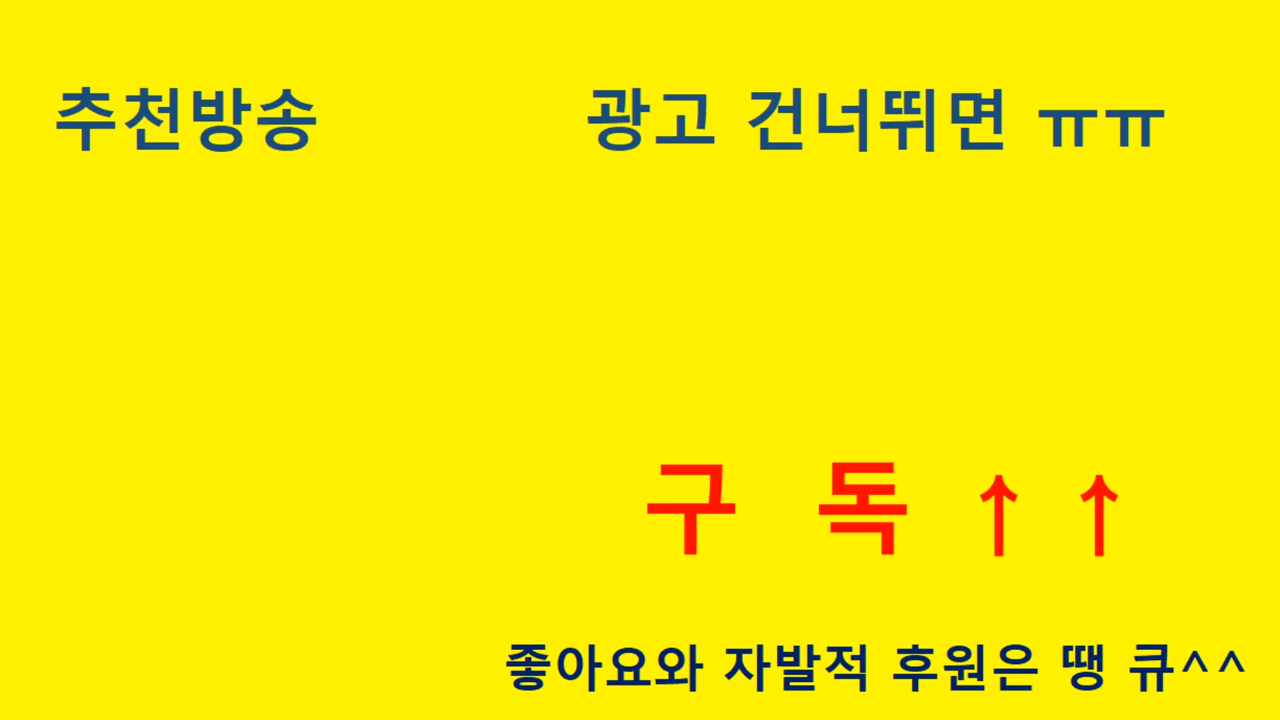 추천방송 광고 건너뛰면 ㅠㅠ
구 독 ↑ ↑
좋아요와 자발적 후원은 땡 큐^^